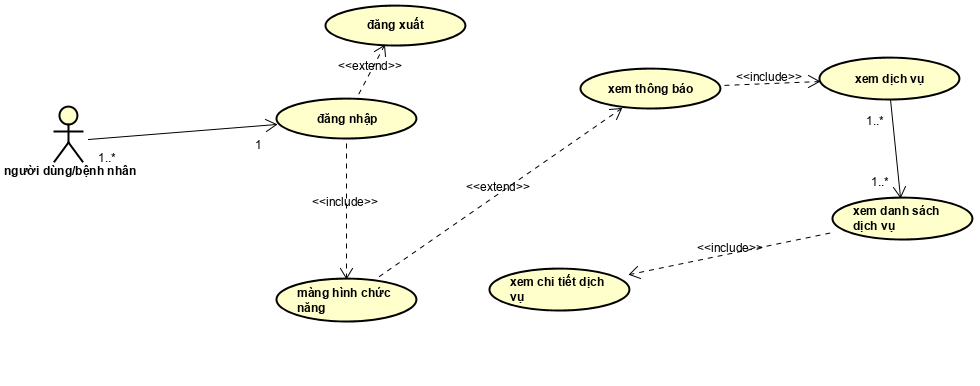 đăng xuất
<<extend>>
xem thông báo
<<include>>
xem dịch vụ
đăng nhập
1..*
1
1..*
người dùng/bệnh nhân
<<include>>
<<extend>>
1..*
xem danh sách
dịch vụ
<<include>>
màng hình chức
năng
xem chi tiết dịch
vụ